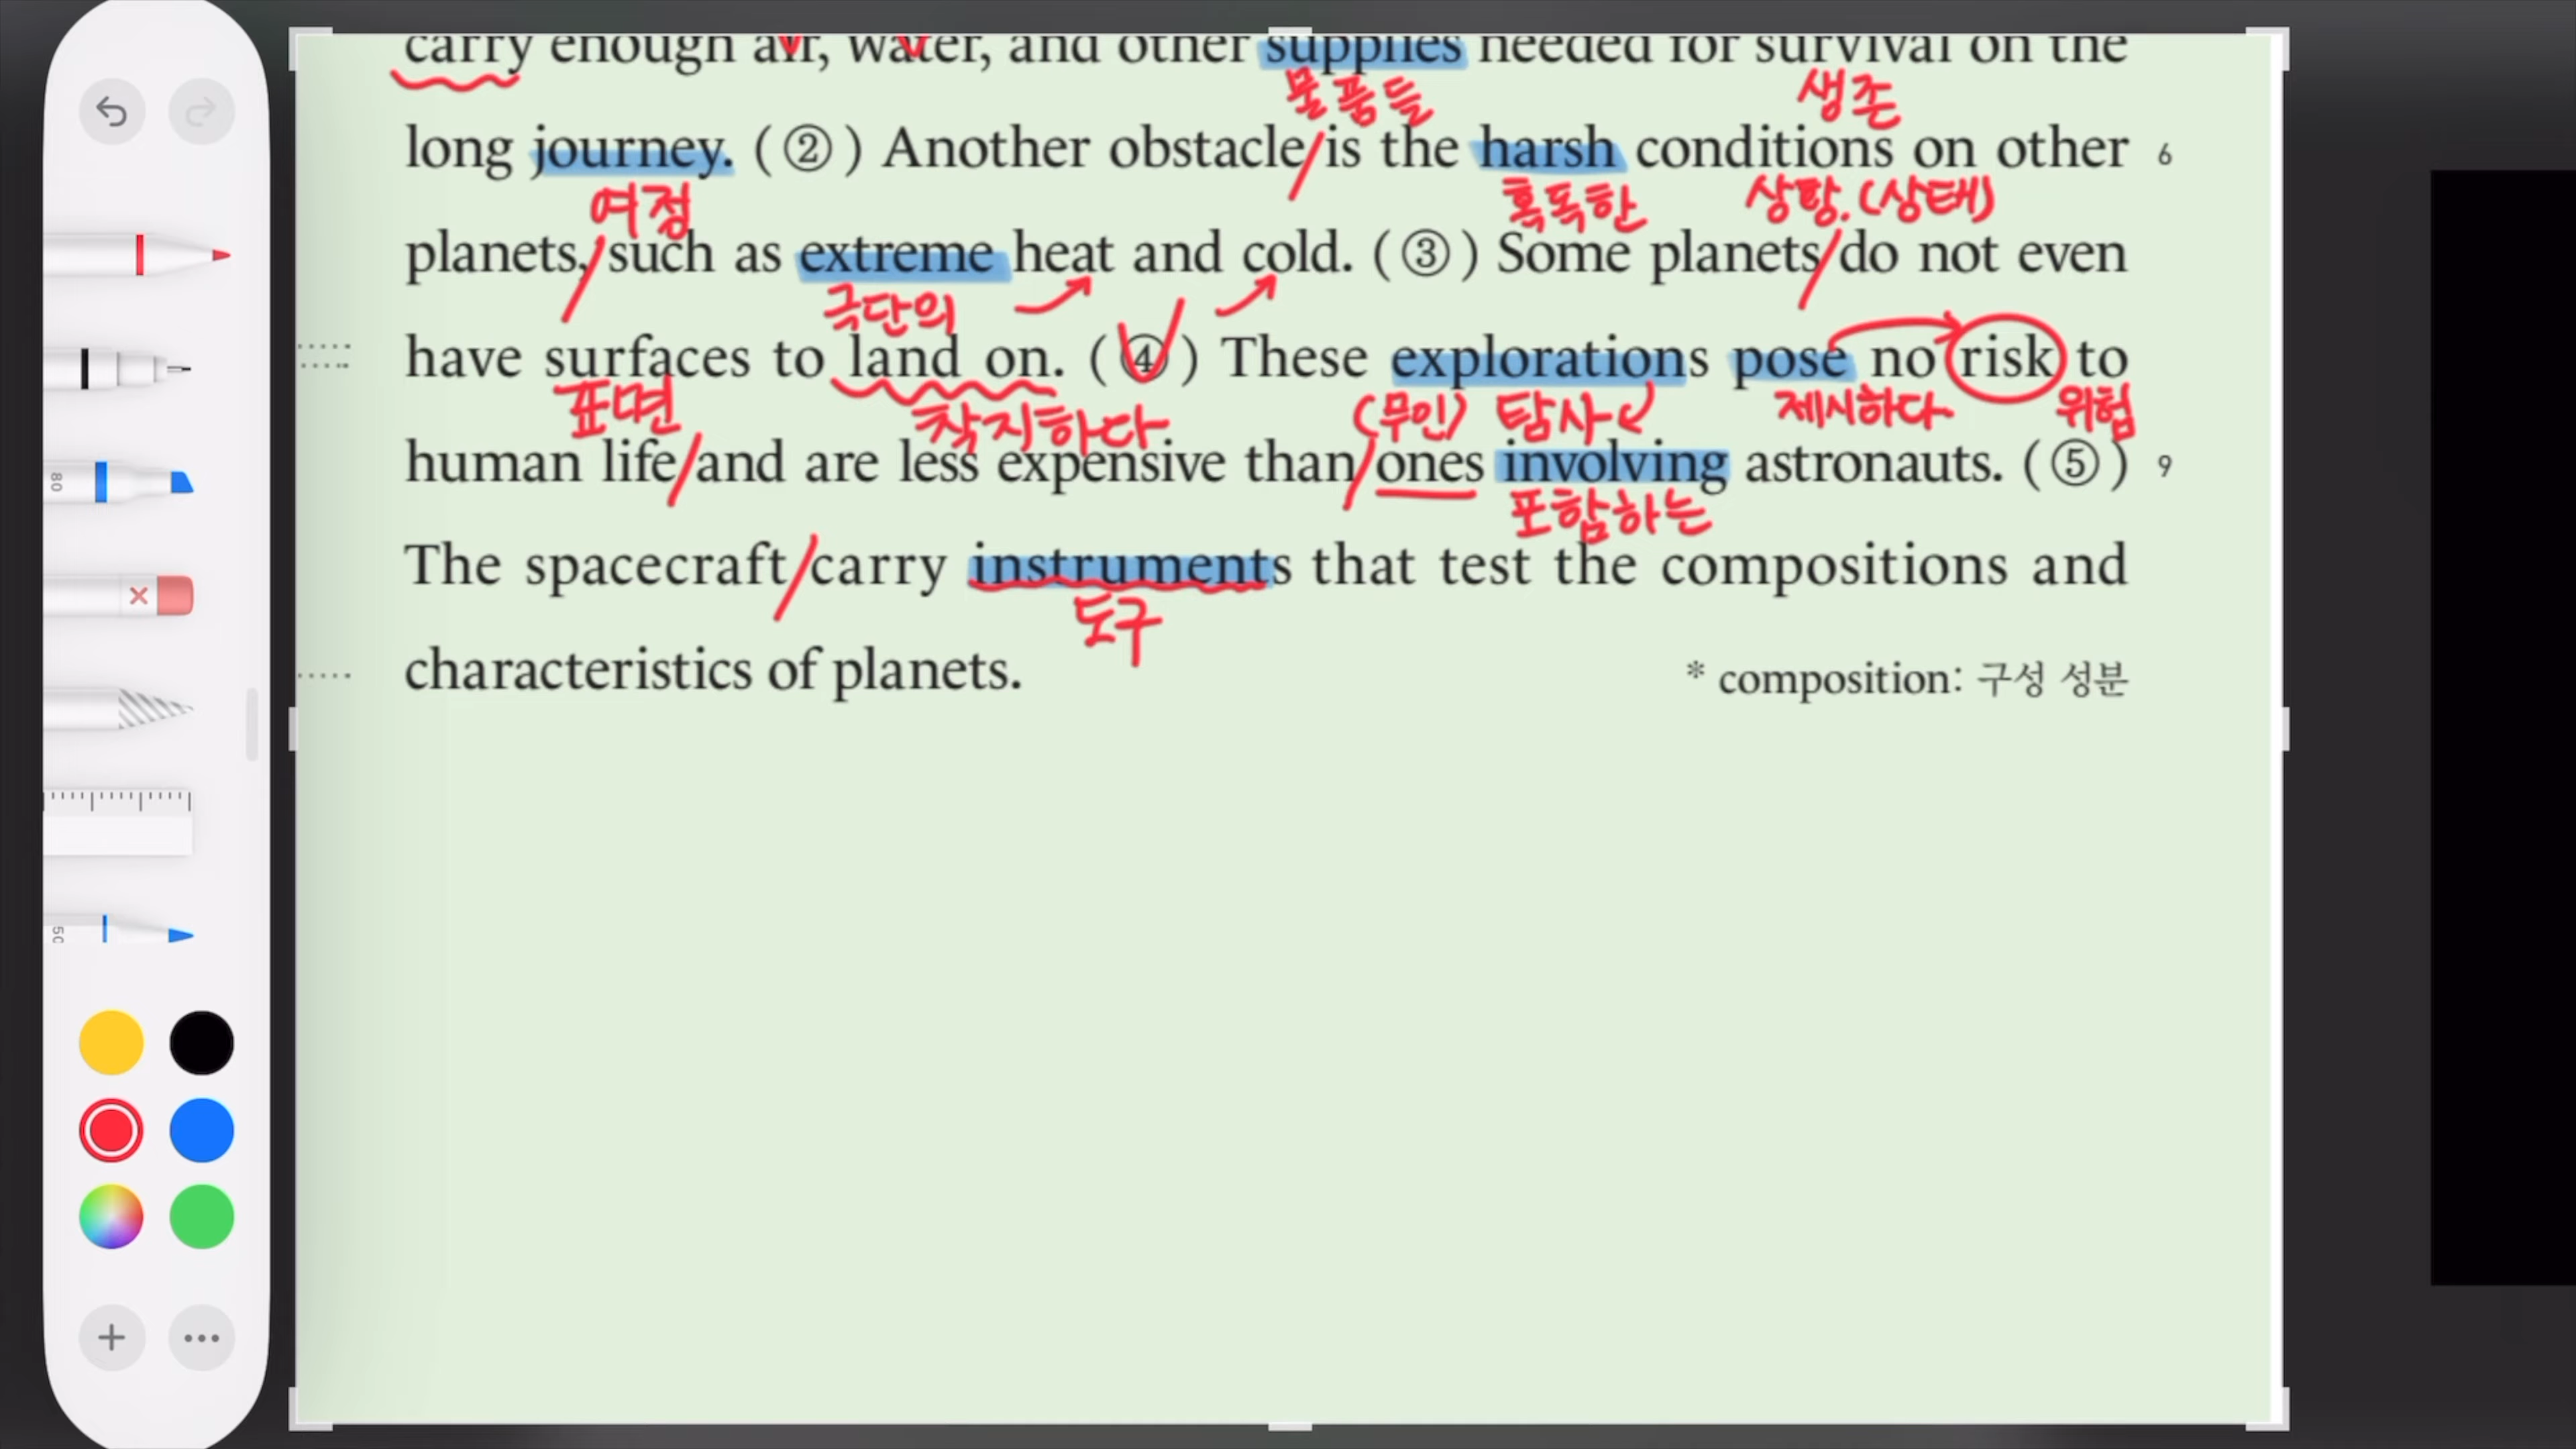 carry enough air, water, and other supplies needed for survival on the
물품들 생존
long journey. ( ② ) Another obstacle is the harsh conditions on other 6
여정 혹독한 상황.(상태)
planets, such as extreme heat and cold. ( ③ ) Some planets do not even
극단의
have surfaces to land on. ( ④ ) These explorations pose no risk to
표면 착지하다 (무인) 탐사 제시하다 위험
human life and are less expensive than ones involving astronauts. ( ⑤ ) 9
포함하는
The spacecraft carry instruments that test the compositions and
도구
characteristics of planets.
* composition: 구성 성분
80
50